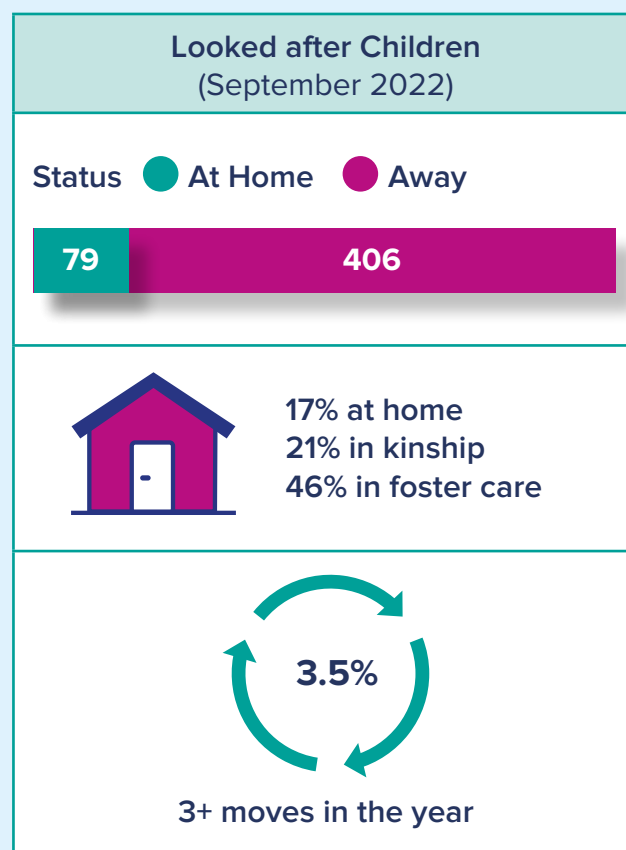 Looked after Children
(September 2022)
Status At Home Away
79 406
17% at home
21% in kinship
46% in foster care
3.5%
3+ moves in the year